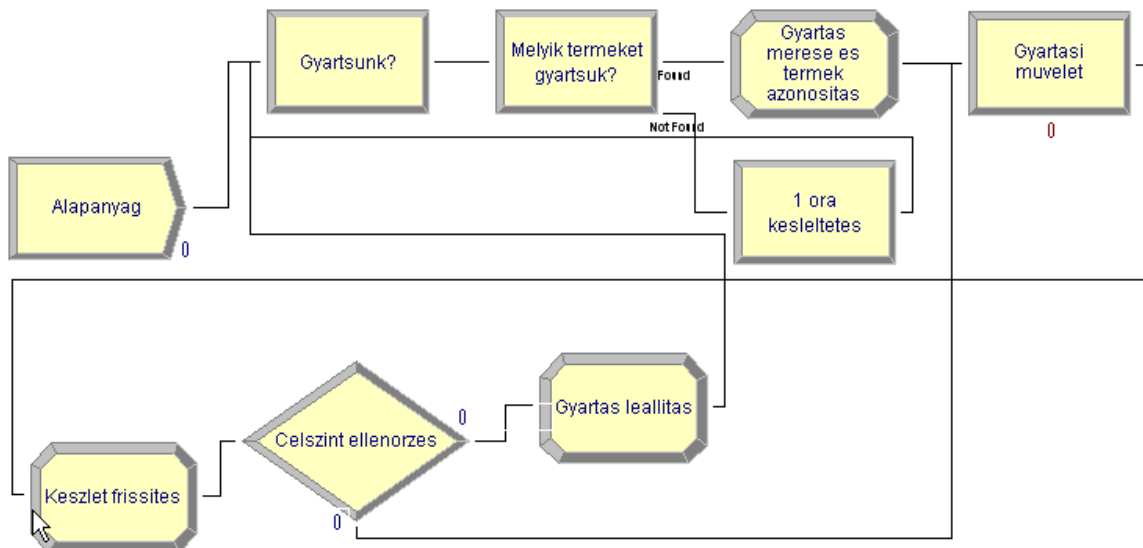 Gyartsunk?
Melyik termeket
gyartsuk?
Found
Not Found
Gyartas
merese es
termek
azonositas
Gyartasi
muvelet
0
Alapanyag
0
1 ora
kesleltetes
Keszlet frissites
Celszint ellenorzes
0
0
Gyartas leallitas